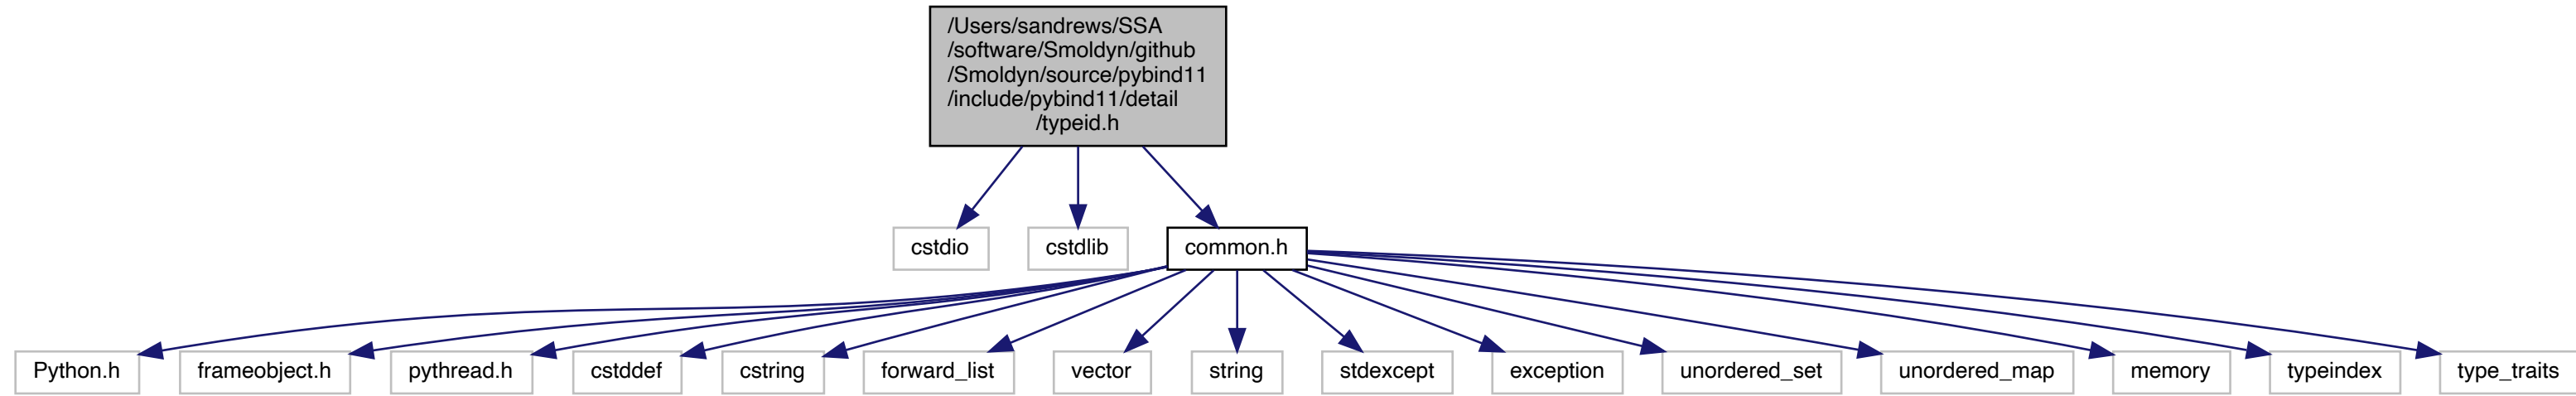 /Users/sandrews/SSA
/software/Smoldyn/github
/Smoldyn/source/pybind11
/include/pybind11/detail
/typeid.h
cstdio
cstdlib
common.h
Python.h
frameobject.h
pythread.h
cstddef
cstring
forward_list
vector
string
stdexcept
exception
unordered_set
unordered_map
memory
typeindex
type_traits